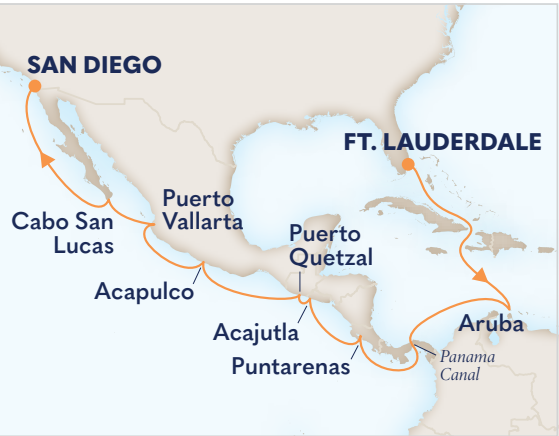 SAN DIEGO
FT. LAUDERDALE
Puerto
Vallarta
Cabo San
Lucas
Puerto
Quetzal
Acapulco
Acajutla
Aruba
Puntarenas
Panama
Canal